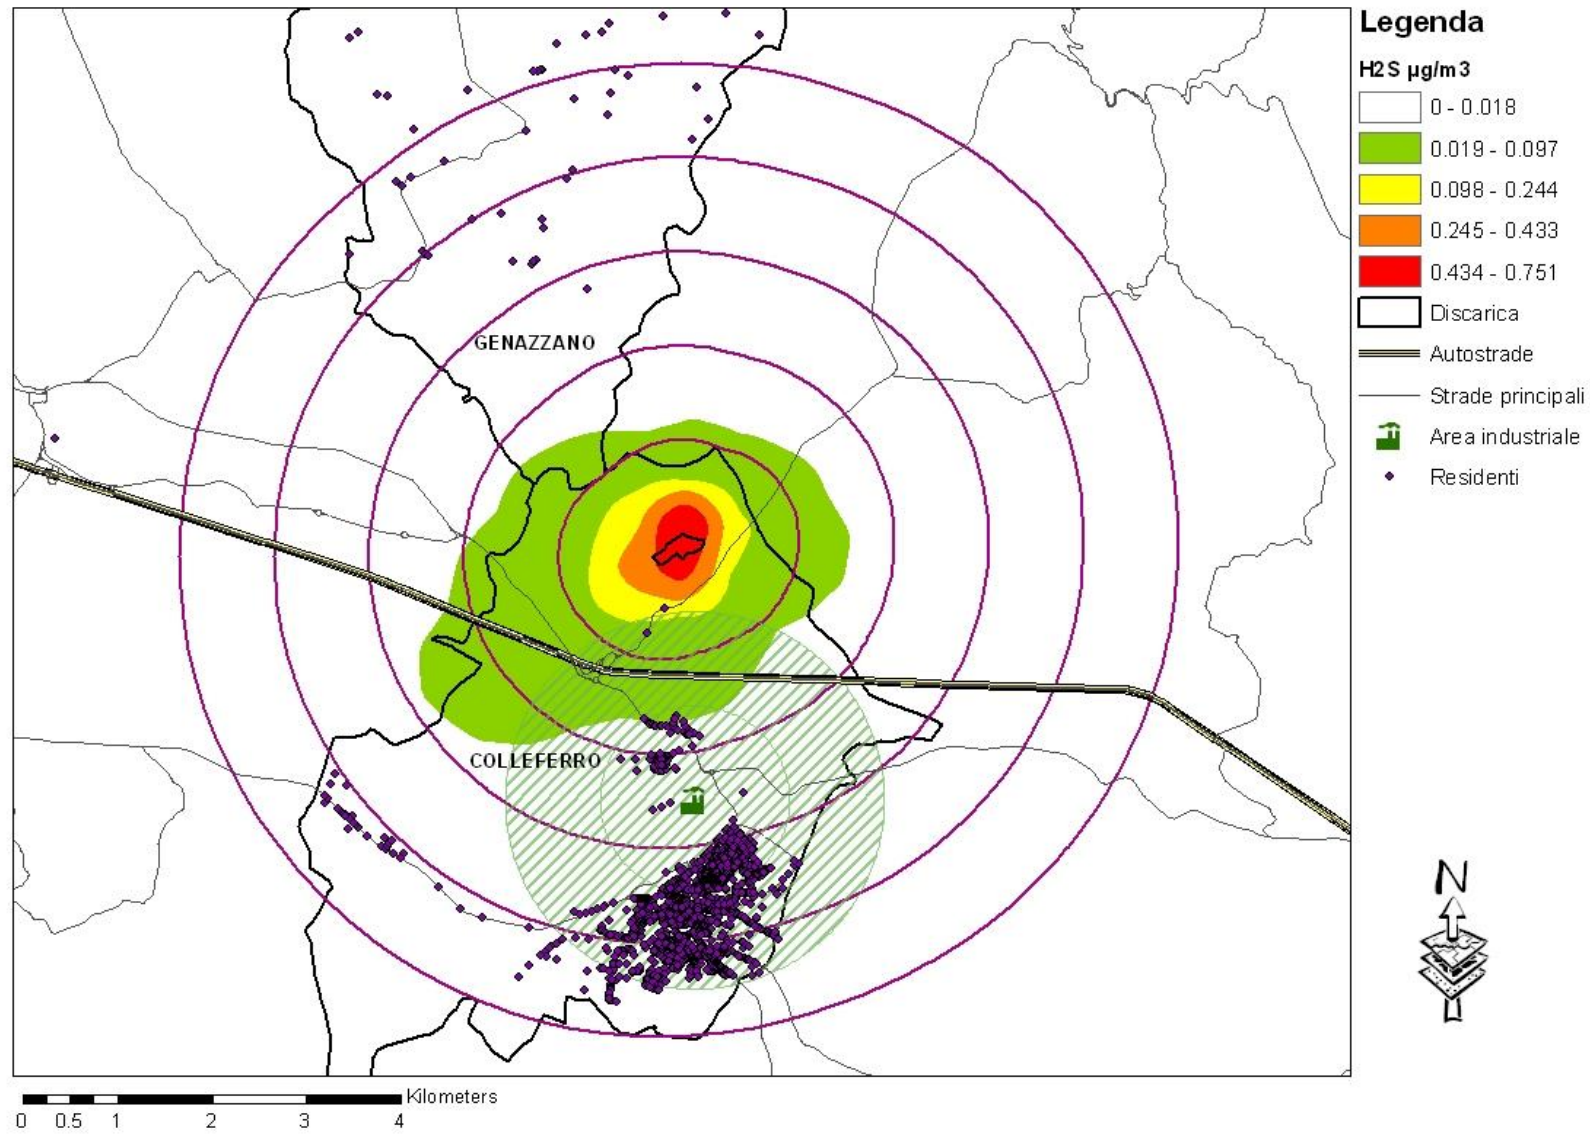 Legenda
H2S µg/m3
0 - 0.018
0.019 - 0.097
0.098 - 0.244
0.245 - 0.433
0.434 - 0.751
Discarica
Autostrade
Strade principali
Area industriale
Residenti
GENAZZANO
COLLEFERRO
N
Kilometers
0 0.5 1 2 3 4